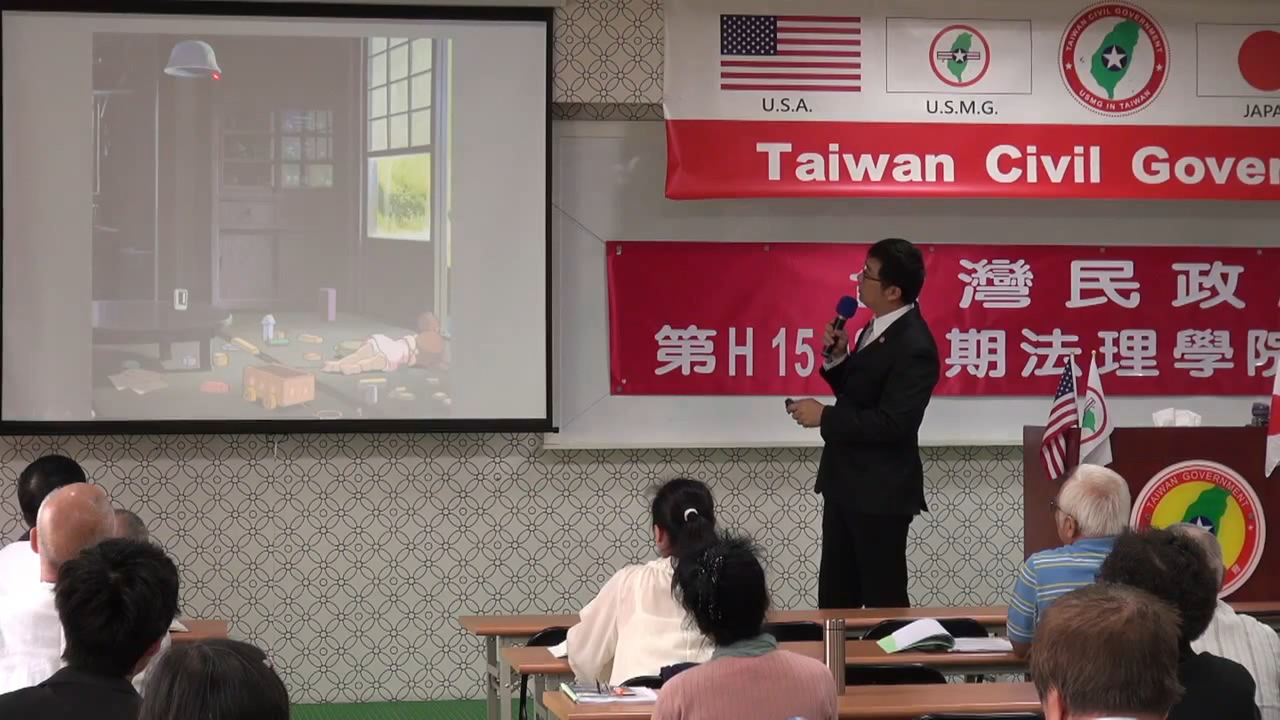 U.S.A.
U.S.M.G.
TAIWAN CIVIL GOVERNMENT
USMG IN TAIWAN
JAPA
Taiwan Civil Gover
灣民政
第H15 期法理學院
TAIWAN GOVERNMENT